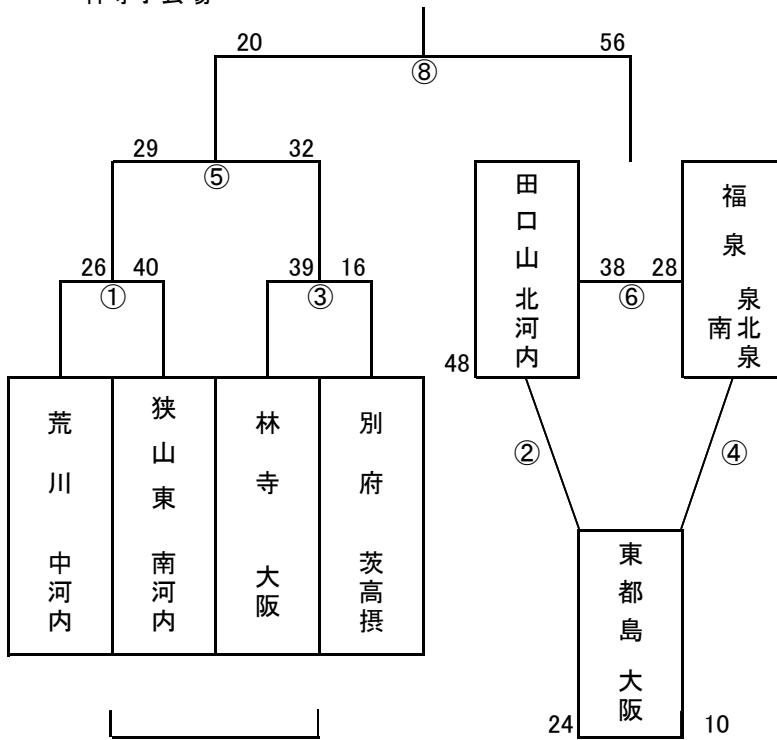 20
56
⑧
29
32
⑤
26
40
①
39
16
③
田口山 北河内
福泉 泉北泉
南
38
28
⑥
48
②
④
荒川 中河内
狭山東 南河内
林寺 大阪
別府 茨高摂
東都島 大阪
24
10